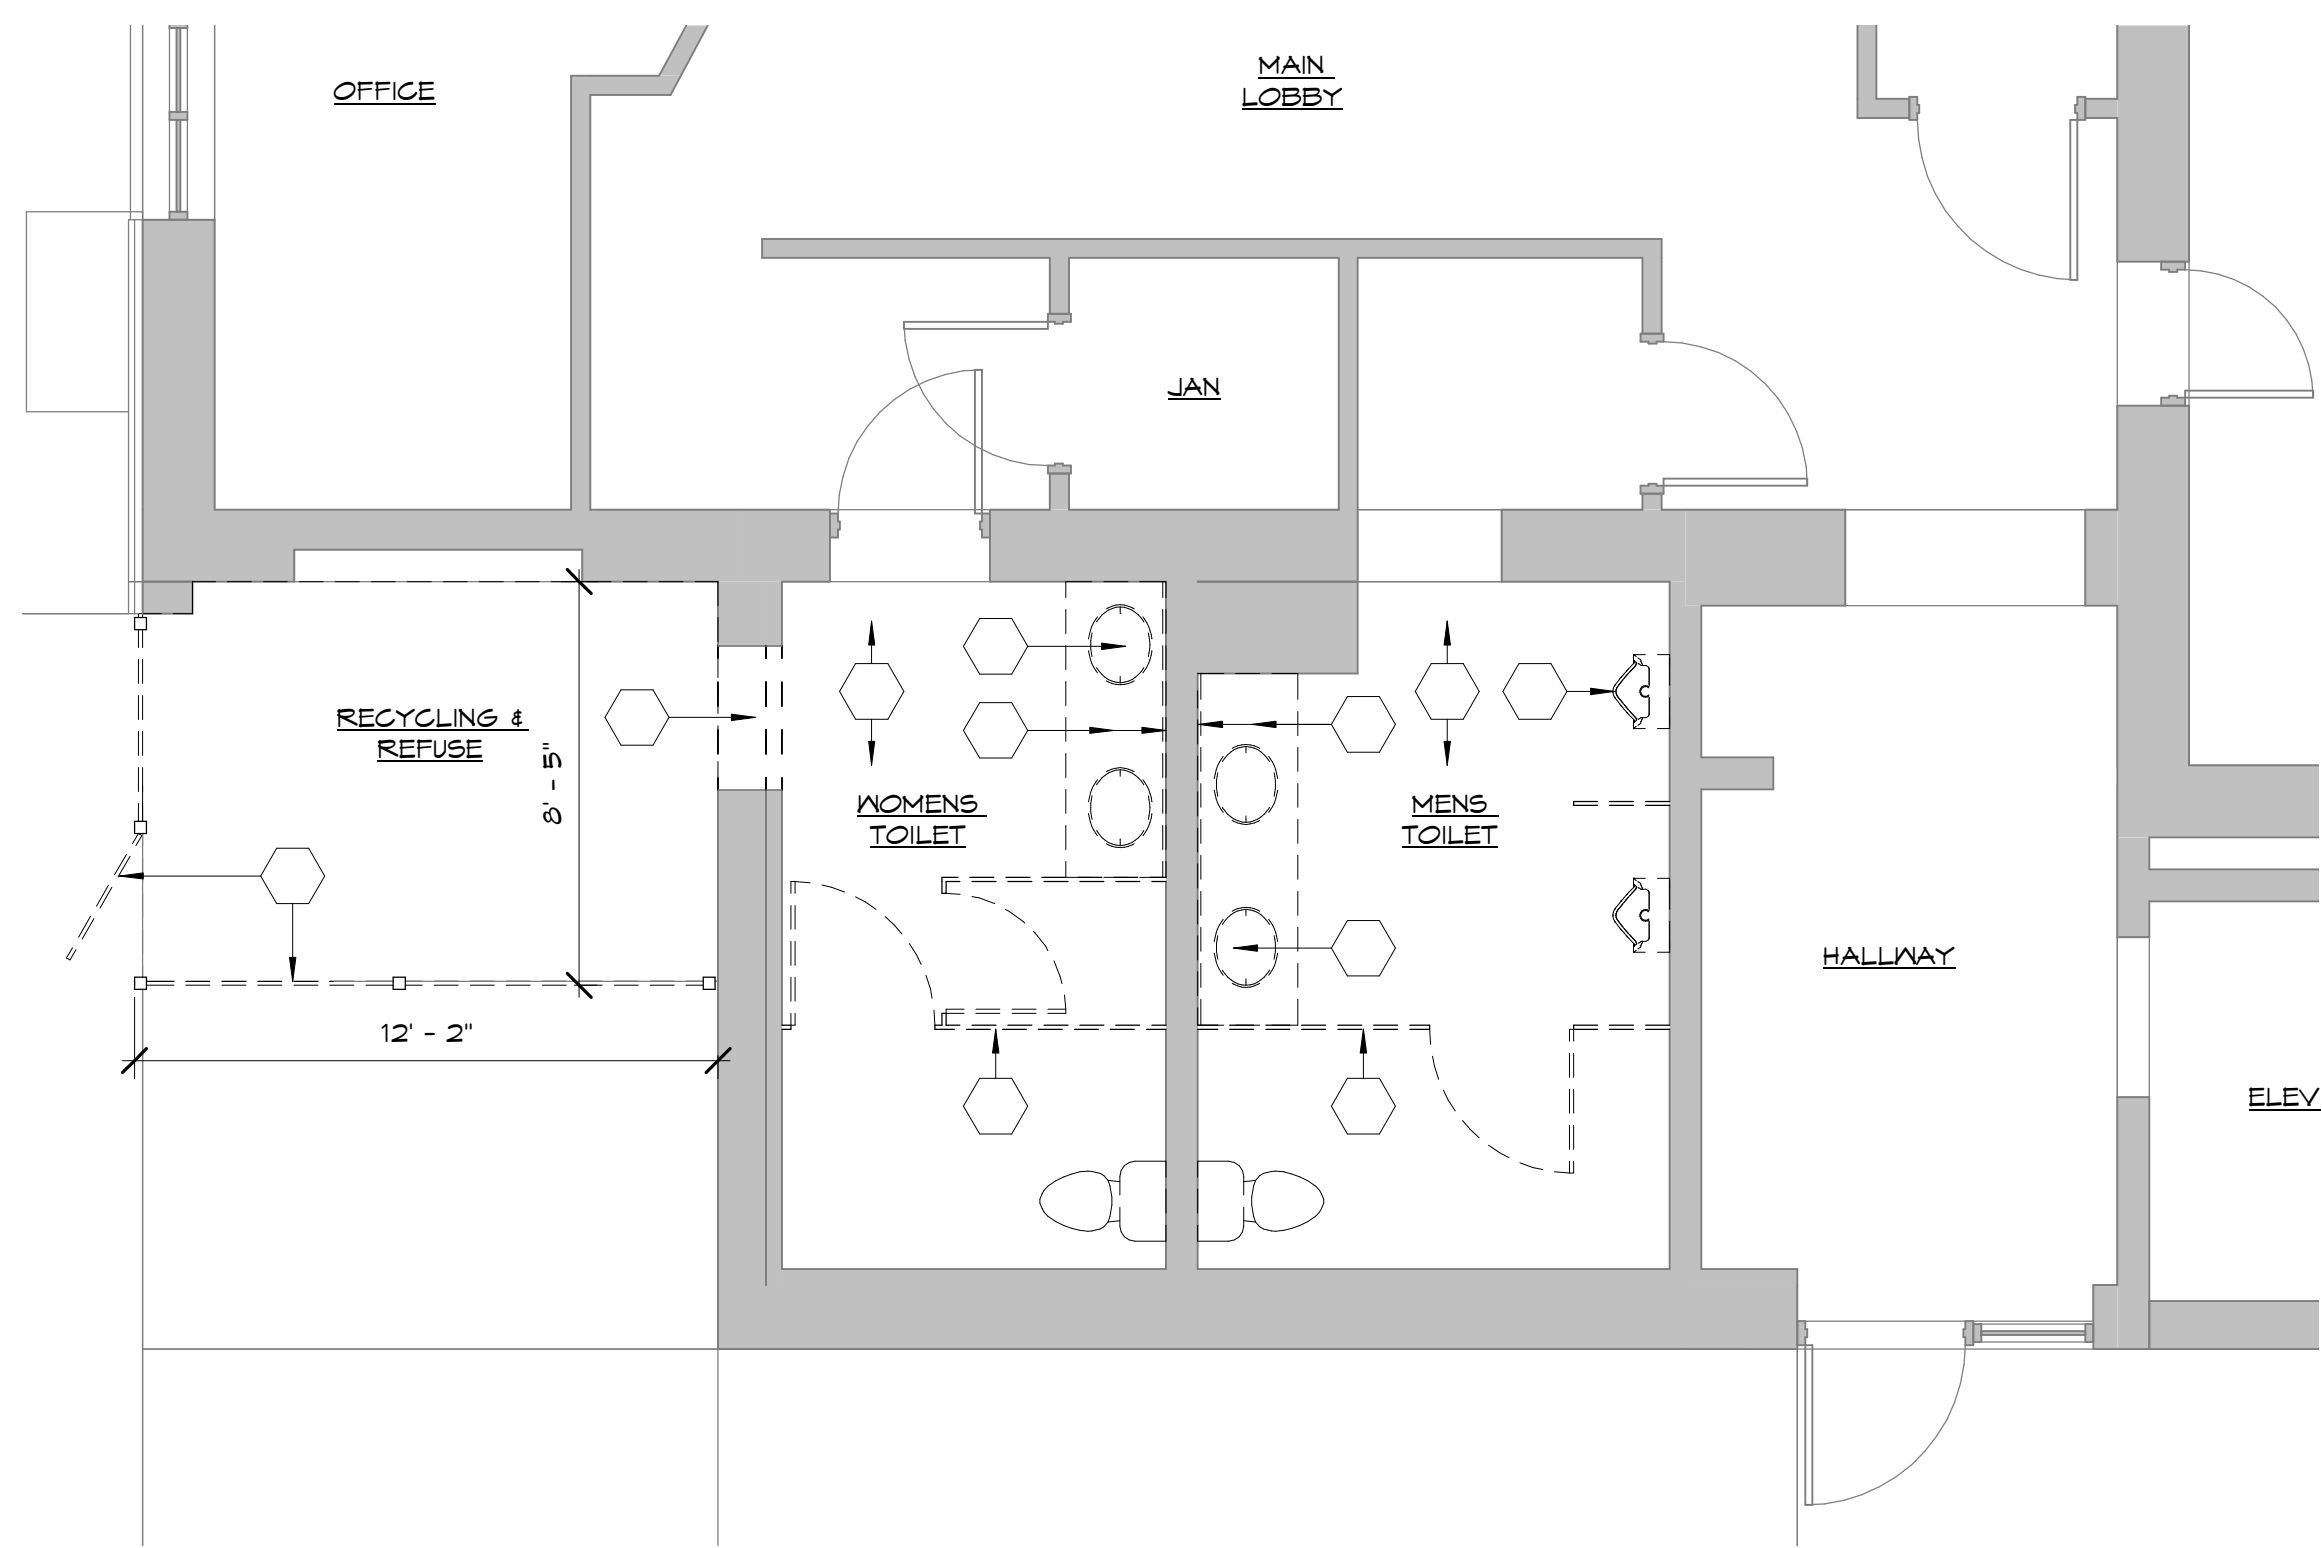 OFFICE
MAIN
LOBBY
JAN
RECYCLING &
REFUSE
8' - 5"
WOMENS
TOILET
MENS
TOILET
HALLWAY
12' - 2"
ELEV